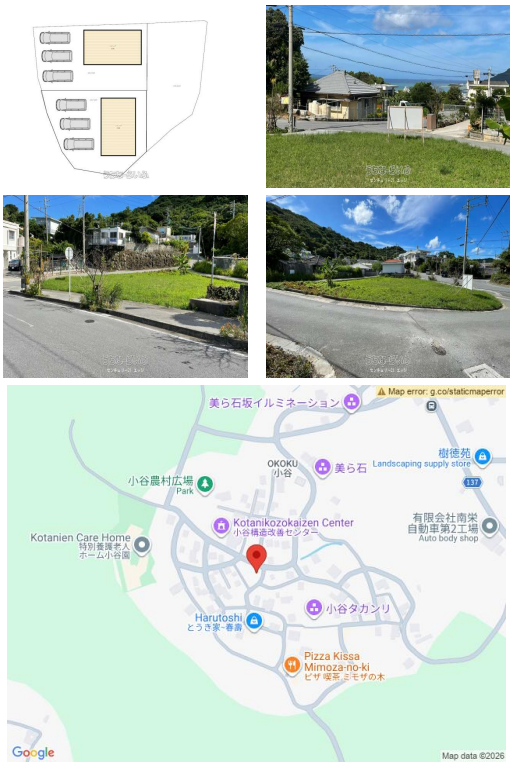 ⚠ Map error: g.co/staticmaperror
美ら石坂イルミネーション
樹徳苑
Landscaping supply store
OKOKU
小谷
美ら石
137
小谷農村広場
Park
有限会社南栄
自動車第2工場
Auto body shop
Kotanikozokaizen Center
小谷構造改善センター
Kotanien Care Home
特別養護老人
ホーム小谷園
小谷タカンリ
Harutoshi
とうき家~春壽
Pizza Kissa
Mimoza-no-ki
ピザ 喫茶 ミモザの木
Google
Map data ©2026